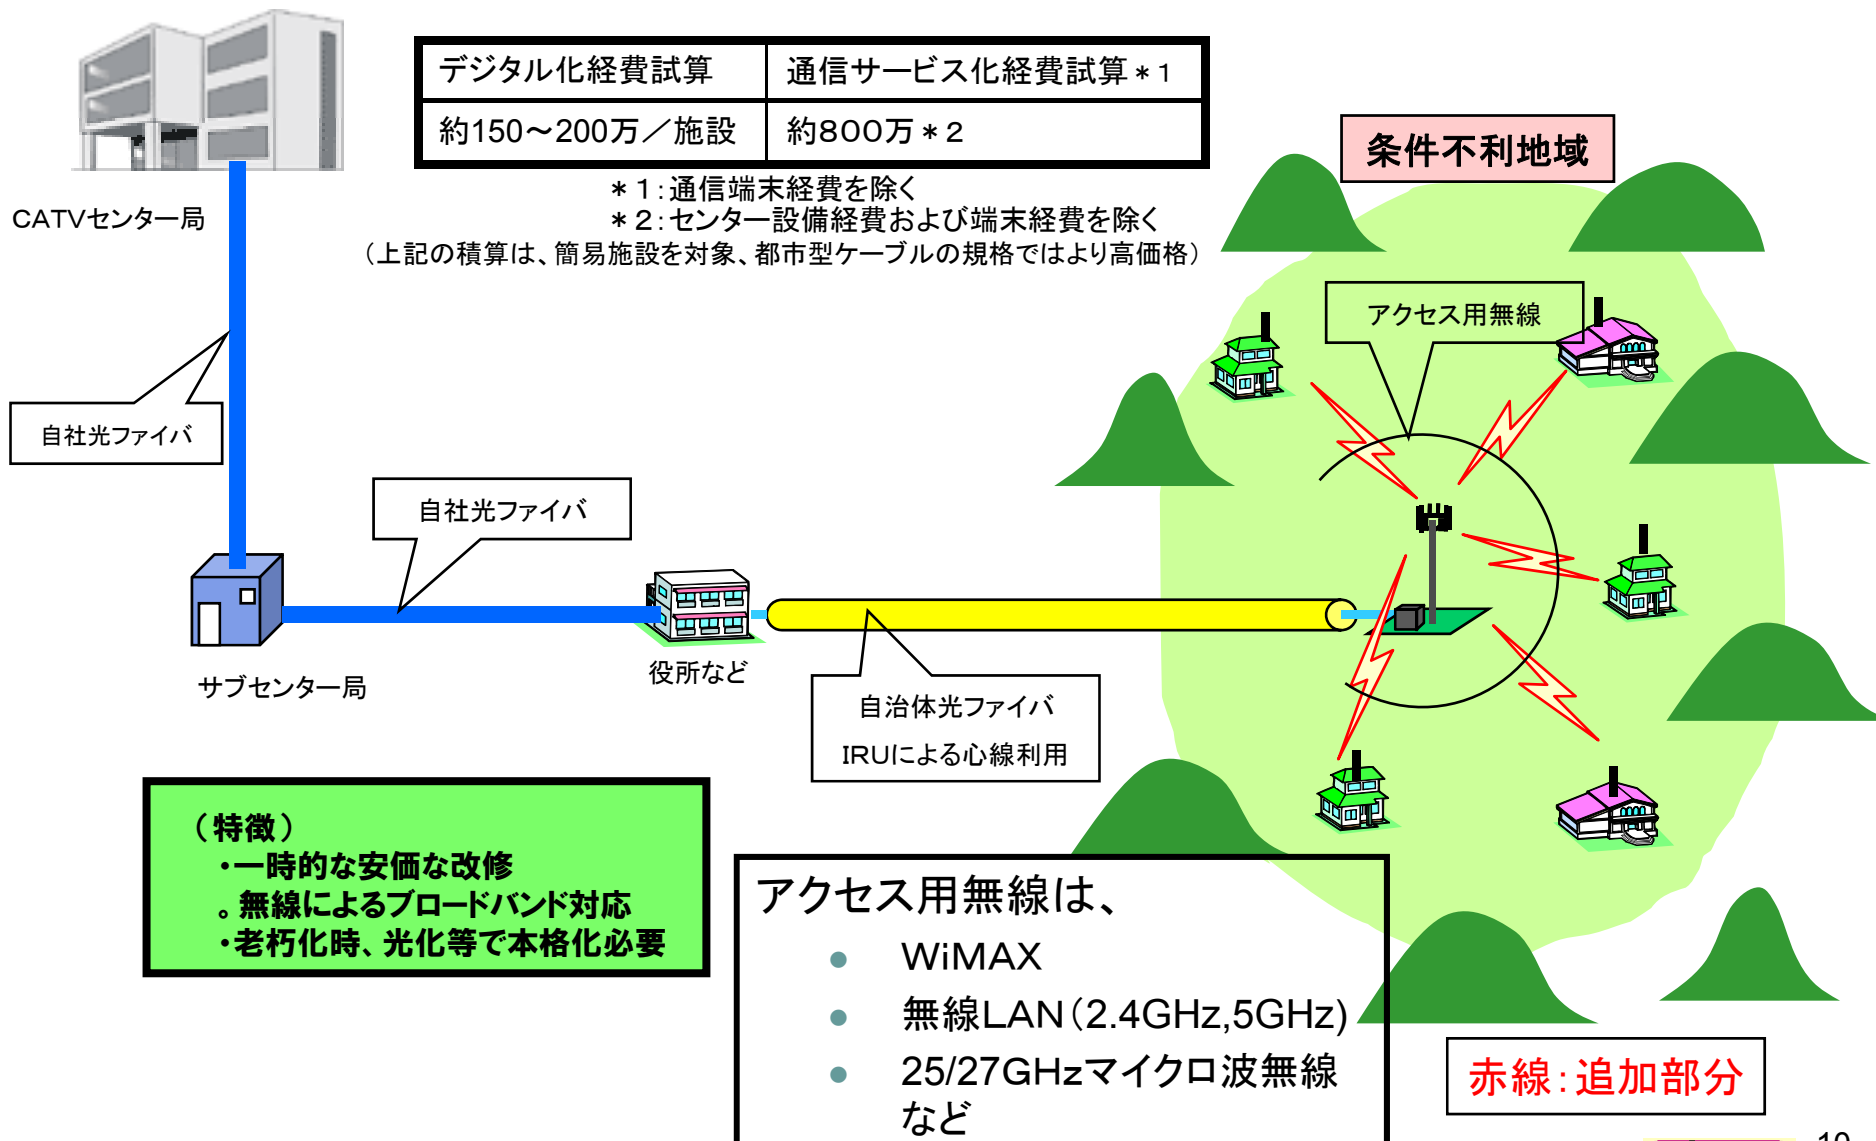 デジタル化経費試算
通信サービス化経費試算＊1
約150～200万／施設
約800万＊2
＊1:通信端末経費を除く
＊2:センター設備経費および端末経費を除く
（上記の積算は、簡易施設を対象、都市型ケーブルの規格ではより高価格）
条件不利地域
CATVセンター局
アクセス用無線
自社光ファイバ
自社光ファイバ
サブセンター局
役所など
自治体光ファイバ
IRUによる心線利用
（特徴）
・一時的な安価な改修
。無線によるブロードバンド対応
・老朽化時、光化等で本格化必要
アクセス用無線は、
● WiMAX
● 無線LAN（2.4GHz,5GHz)
● 25/27GHzマイクロ波無線
など
赤線:追加部分